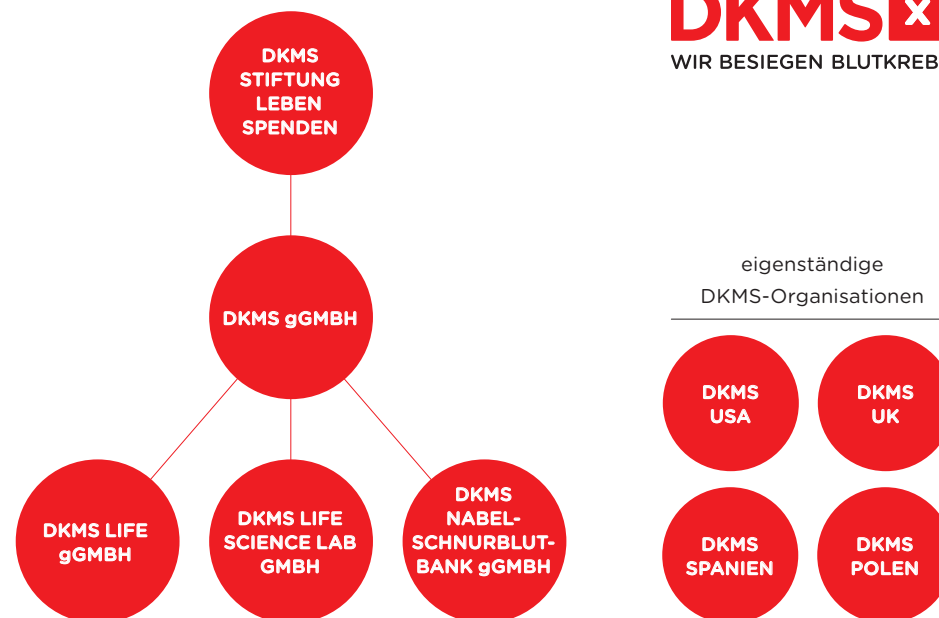 DKMS
STIFTUNG
LEBEN
SPENDEN
DKMS gGMBH
DKMS LIFE
gGMBH
DKMS LIFE
SCIENCE LAB
GMBH
DKMS
NABEL-
SCHNURBLUT-
BANK gGMBH
DKMS x
WIR BESIEGEN BLUTKREB
eigenständige
DKMS-Organisationen
DKMS
USA
DKMS
UK
DKMS
SPANIEN
DKMS
POLEN